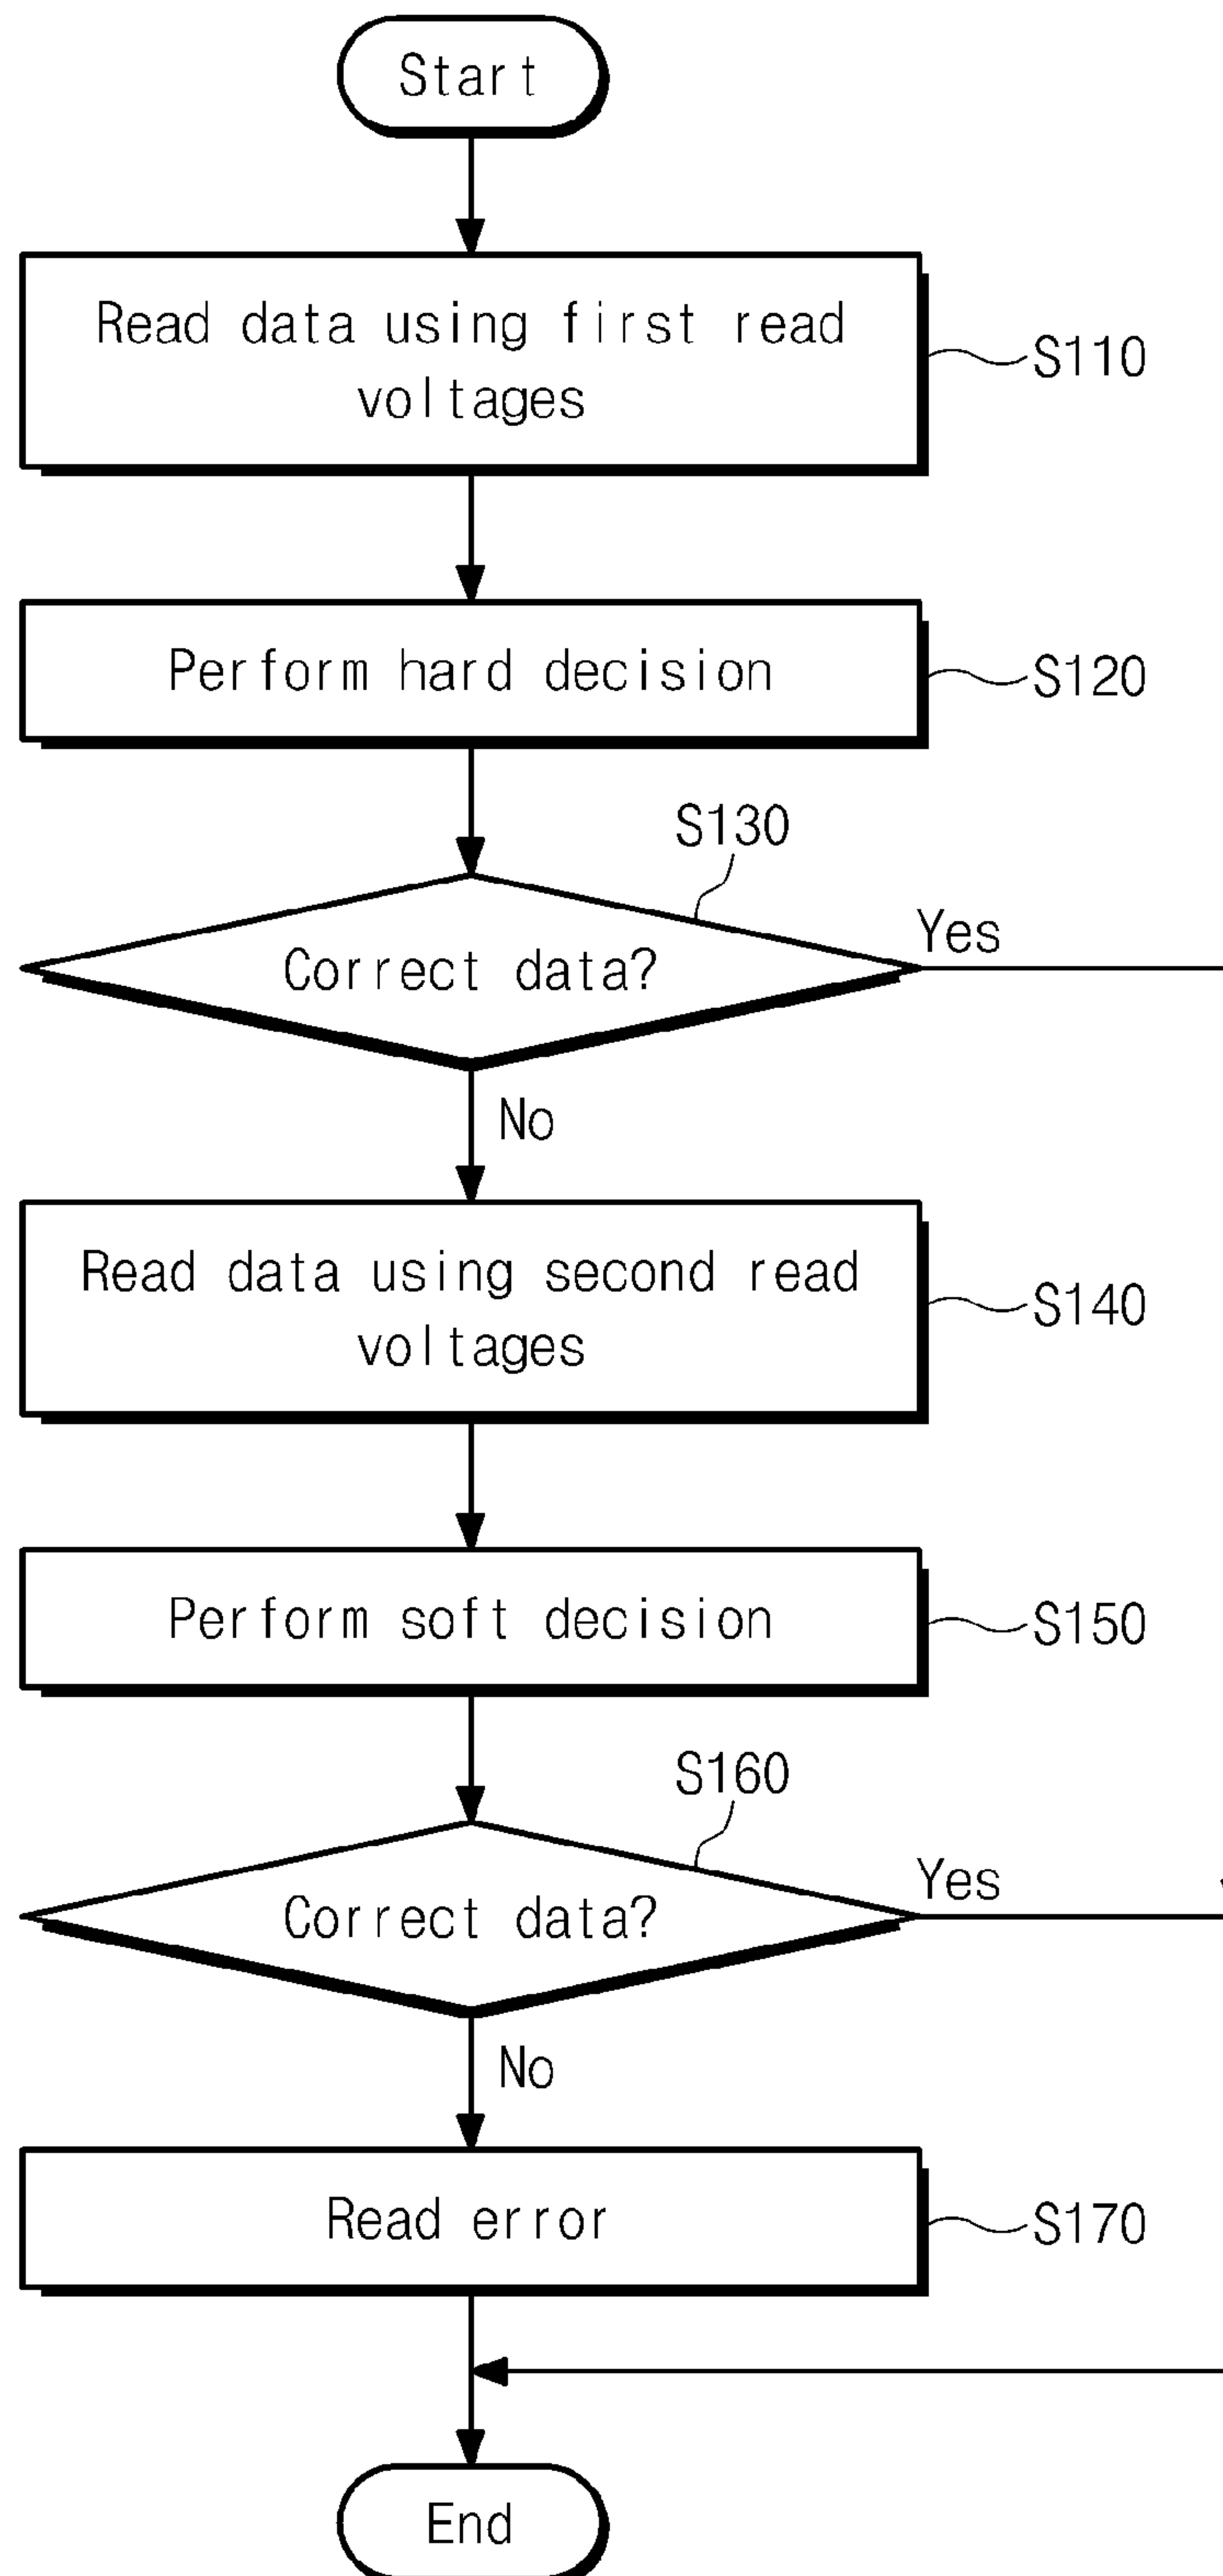 Start
Read data using first read
voltages
S110
Perform hard decision
S120
S130
Correct data?
Yes
No
Read data using second read
voltages
S140
Perform soft decision
S150
S160
Correct data?
Yes
No
Read error
S170
End